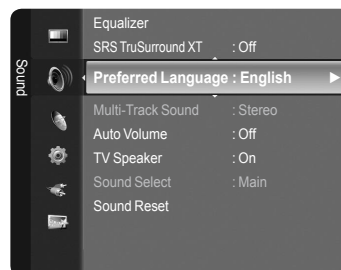 Sound
Equalizer
SRS TruSurround XT : Off
Preferred Language : English
Multi-Track Sound : Stereo
Auto Volume : Off
TV Speaker : On
Sound Select : Main
Sound Reset